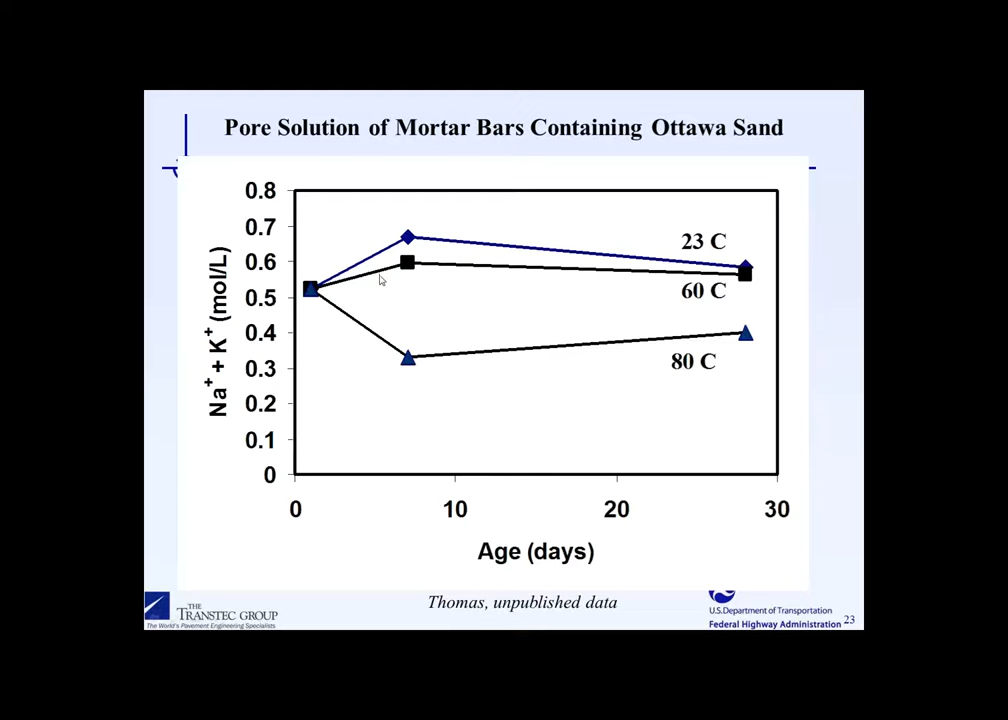 Pore Solution of Mortar Bars Containing Ottawa Sand
Na+ + K+ (mol/L)
0.8
0.7
0.6
0.5
0.4
0.3
0.2
0.1
0
23 C
60 C
80 C
0 10 20 30
Age (days)
Thomas, unpublished data
THE
TRANSTEC GROUP
The World's Pavement Engineering Specialists
U.S.Department of Transportation
Federal Highway Administration
23